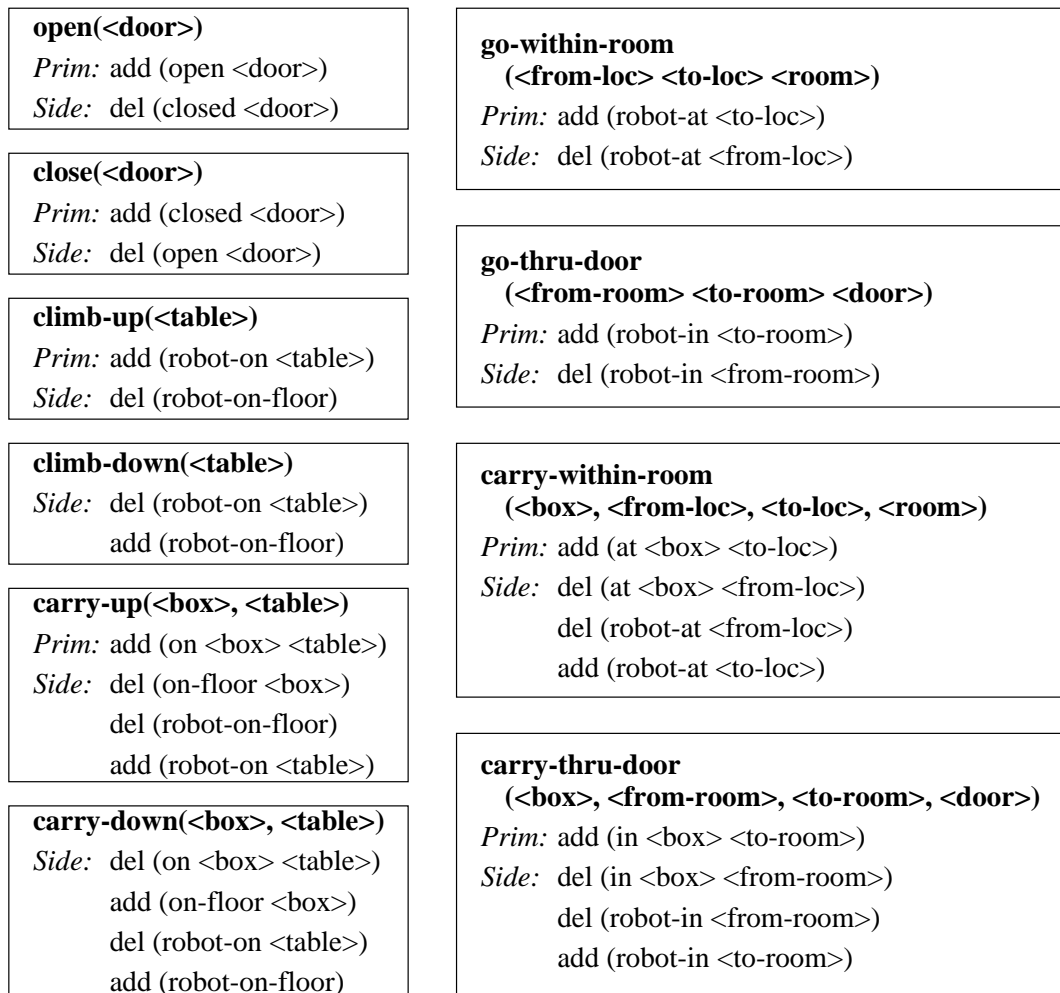 open(<door>)
Prim: add (open <door>)
Side: del (closed <door>)
close(<door>)
Prim: add (closed <door>)
Side: del (open <door>)
climb-up(<table>)
Prim: add (robot-on <table>)
Side: del (robot-on-floor)
climb-down(<table>)
Side: del (robot-on <table>)
add (robot-on-floor)
carry-up(<box>, <table>)
Prim: add (on <box> <table>)
Side: del (on-floor <box>)
del (robot-on-floor)
add (robot-on <table>)
carry-down(<box>, <table>)
Side: del (on <box> <table>)
add (on-floor <box>)
del (robot-on <table>)
add (robot-on-floor)
go-within-room
(<from-loc> <to-loc> <room>)
Prim: add (robot-at <to-loc>)
Side: del (robot-at <from-loc>)
go-thru-door
(<from-room> <to-room> <door>)
Prim: add (robot-in <to-room>)
Side: del (robot-in <from-room>)
carry-within-room
(<box>, <from-loc>, <to-loc>, <room>)
Prim: add (at <box> <to-loc>)
Side: del (at <box> <from-loc>)
del (robot-at <from-loc>)
add (robot-at <to-loc>)
carry-thru-door
(<box>, <from-room>, <to-room>, <door>)
Prim: add (in <box> <to-room>)
Side: del (in <box> <from-room>)
del (robot-in <from-room>)
add (robot-in <to-room>)